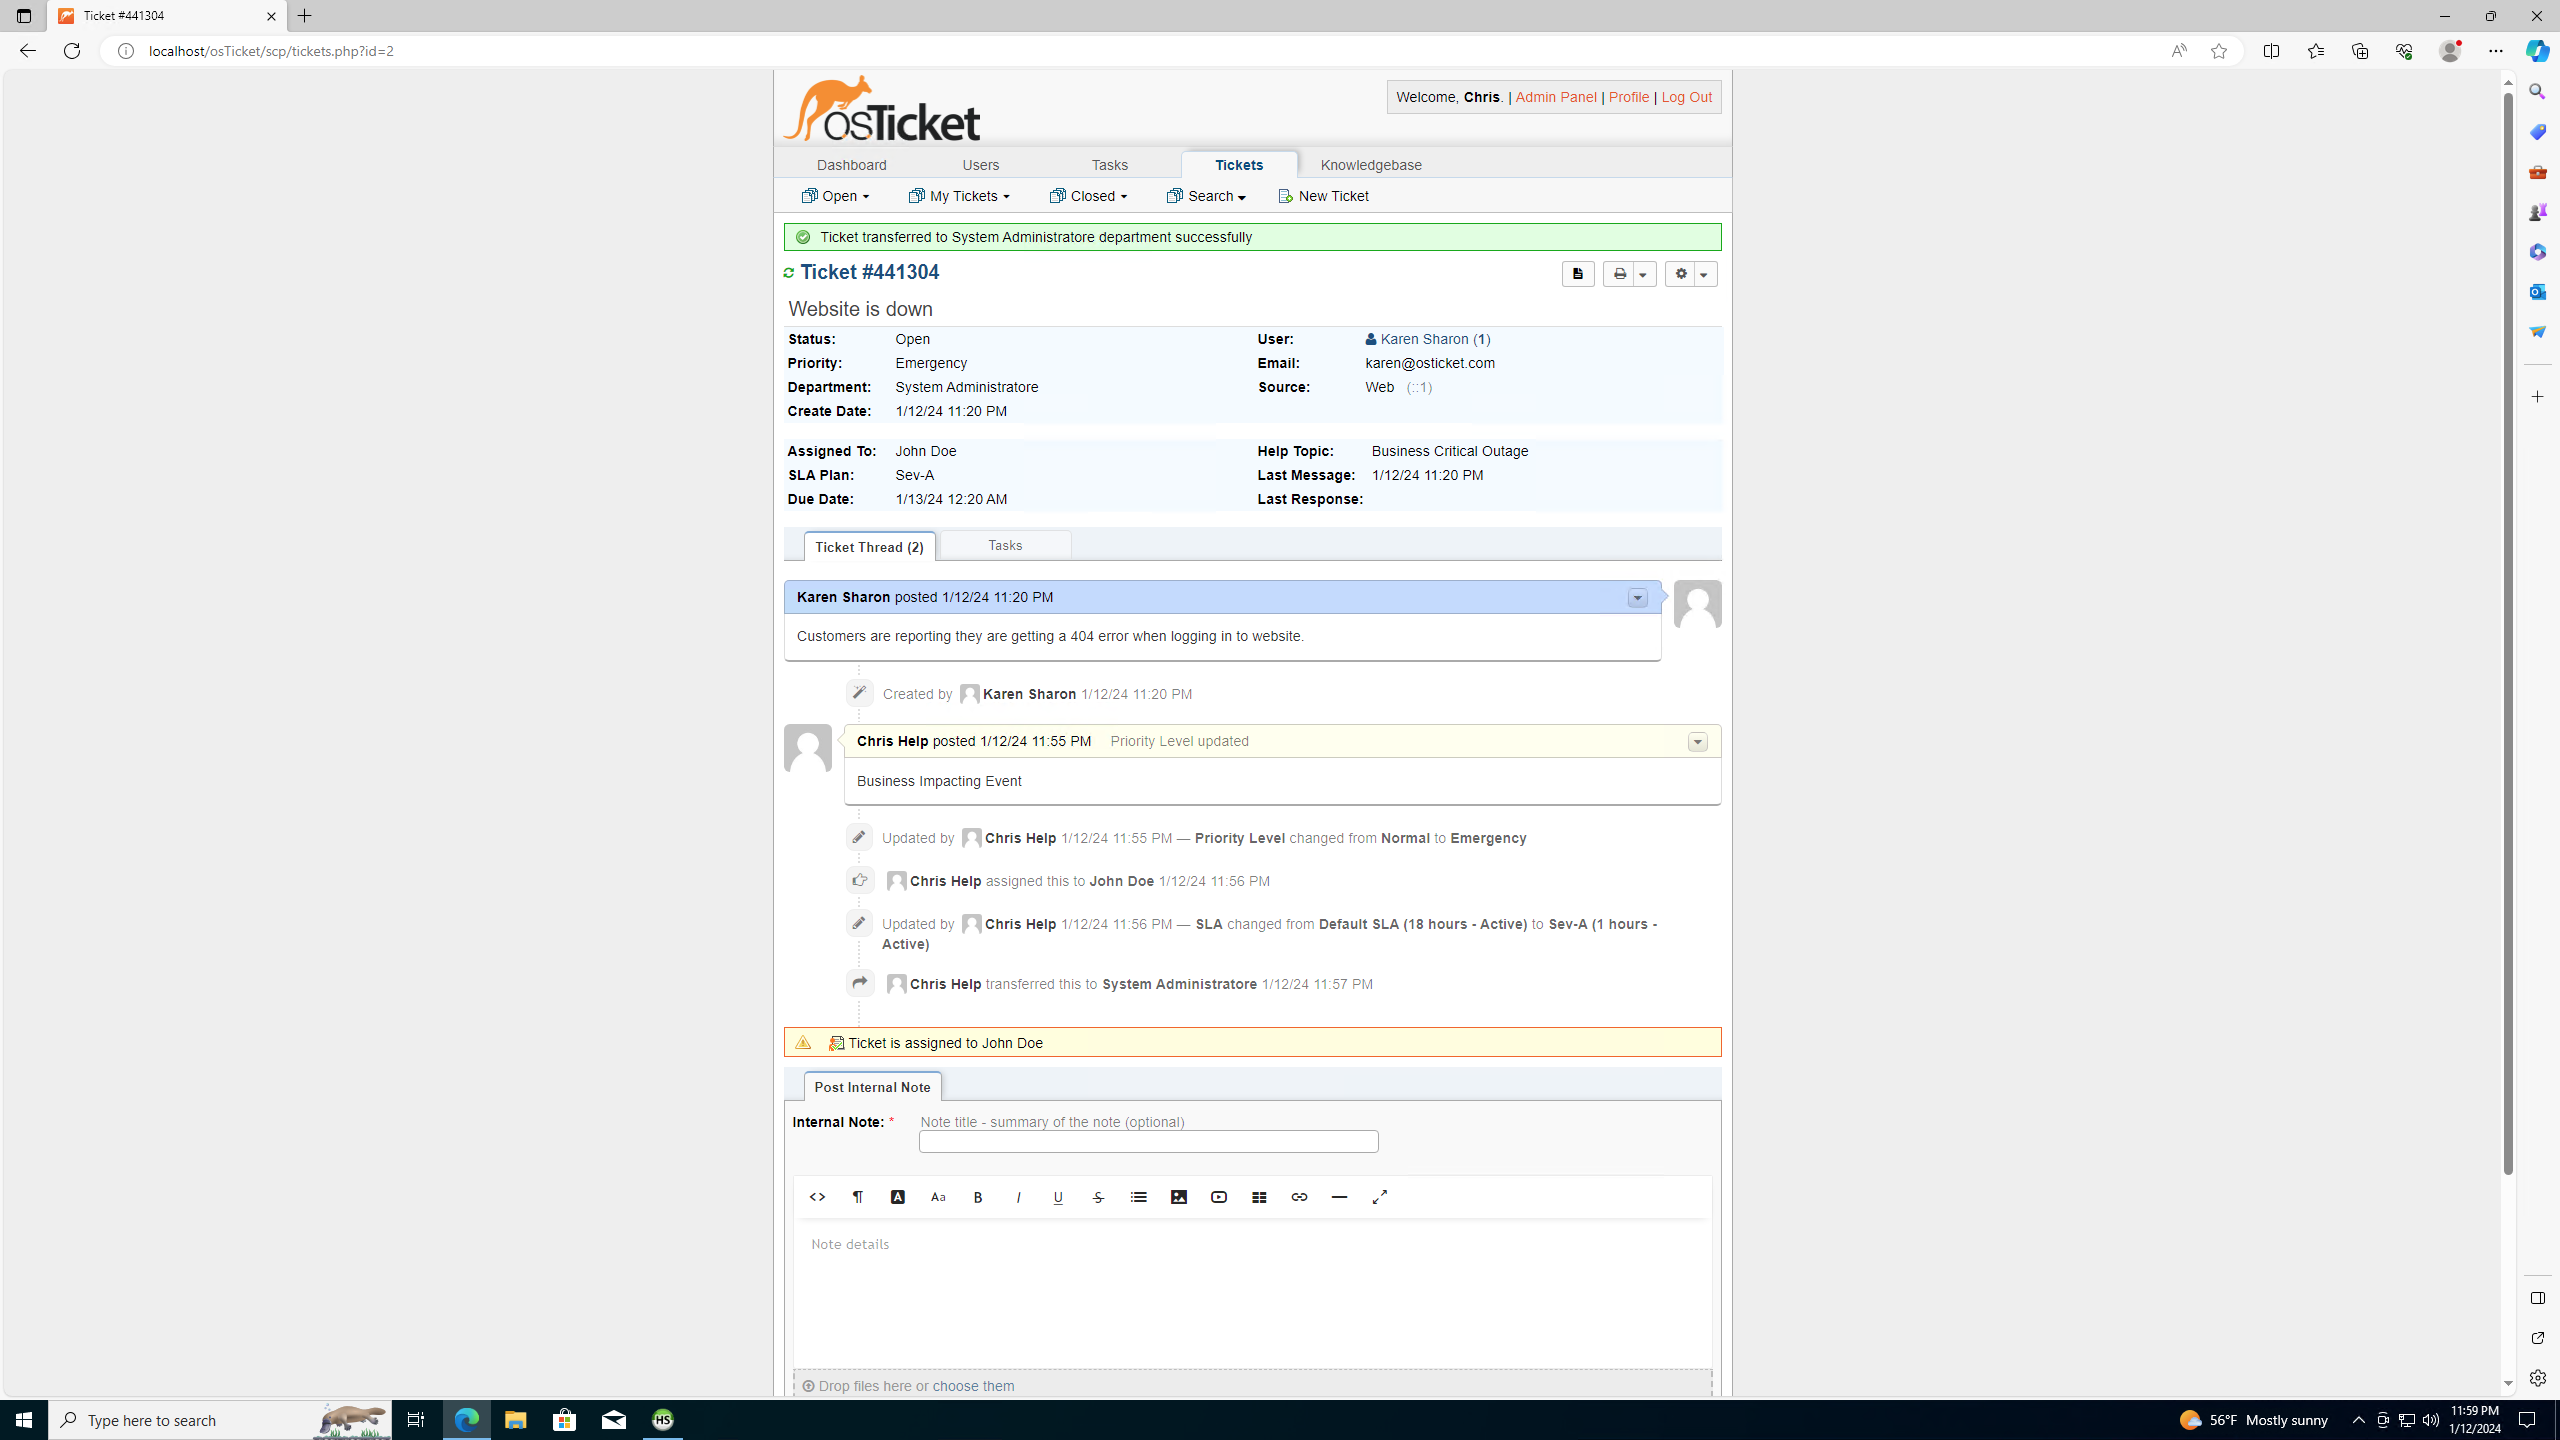 Ticket #441304
localhost/osTicket/scp/tickets.php?id=2
osTicket
Welcome, Chris. | Admin Panel | Profile | Log Out
Dashboard Users Tasks Tickets Knowledgebase
Open My Tickets Closed Search New Ticket
Ticket transferred to System Administratore department successfully
Ticket #441304
Website is down
Status: Open User: Karen Sharon (1)
Priority: Emergency Email: karen@osticket.com
Department: System Administratore Source: Web (::1)
Create Date: 1/12/24 11:20 PM
Assigned To: John Doe Help Topic: Business Critical Outage
SLA Plan: Sev-A Last Message: 1/12/24 11:20 PM
Due Date: 1/13/24 12:20 AM Last Response:
Ticket Thread (2) Tasks
Karen Sharon posted 1/12/24 11:20 PM
Customers are reporting they are getting a 404 error when logging in to website.
Created by Karen Sharon 1/12/24 11:20 PM
Chris Help posted 1/12/24 11:55 PM Priority Level updated
Business Impacting Event
Updated by Chris Help 1/12/24 11:55 PM — Priority Level changed from Normal to Emergency
Chris Help assigned this to John Doe 1/12/24 11:56 PM
Updated by Chris Help 1/12/24 11:56 PM — SLA changed from Default SLA (18 hours - Active) to Sev-A (1 hours -
Active)
Chris Help transferred this to System Administratore 1/12/24 11:57 PM
Ticket is assigned to John Doe
Post Internal Note
Internal Note: * Note title - summary of the note (optional)
<> ¶ A Aa B I U S
Note details
Drop files here or choose them
Type here to search
HS
56°F Mostly sunny
11:59 PM
1/12/2024